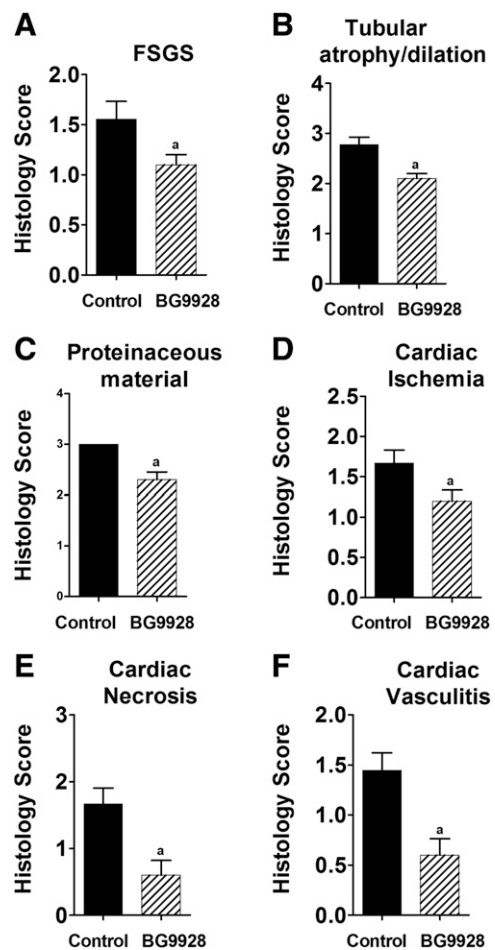 A
FSGS
Histology Score
2.0
1.5
1.0
0.5
0.0
a
Control BG9928
B
Tubular
atrophy/dilation
Histology Score
4
3
2
1
0
a
Control BG9928
C
Proteinaceous
material
Histology Score
3
2
1
0
a
Control BG9928
D
Cardiac
Ischemia
Histology Score
2.5
2.0
1.5
1.0
0.5
0.0
a
Control BG9928
E
Cardiac
Necrosis
Histology Score
3
2
1
0
a
Control BG9928
F
Cardiac
Vasculitis
Histology Score
2.0
1.5
1.0
0.5
0.0
a
Control BG9928